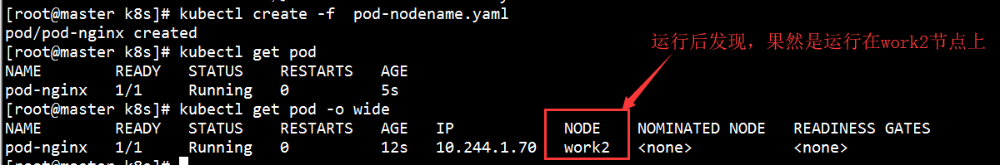 [root@master k8s]# kubectl create -f  pod-nodename.yaml
pod/pod-nginx created
运行后发现，果然是运行在work2节点上
[root@master k8s]# kubectl get pod
NAME        READY   STATUS    RESTARTS   AGE
pod-nginx   1/1     Running   0          5s
[root@master k8s]# kubectl get pod -o wide
NAME        READY   STATUS    RESTARTS   AGE   IP            NODE    NOMINATED NODE   READINESS GATES
pod-nginx   1/1     Running   0          12s   10.244.1.70   work2   <none>           <none>